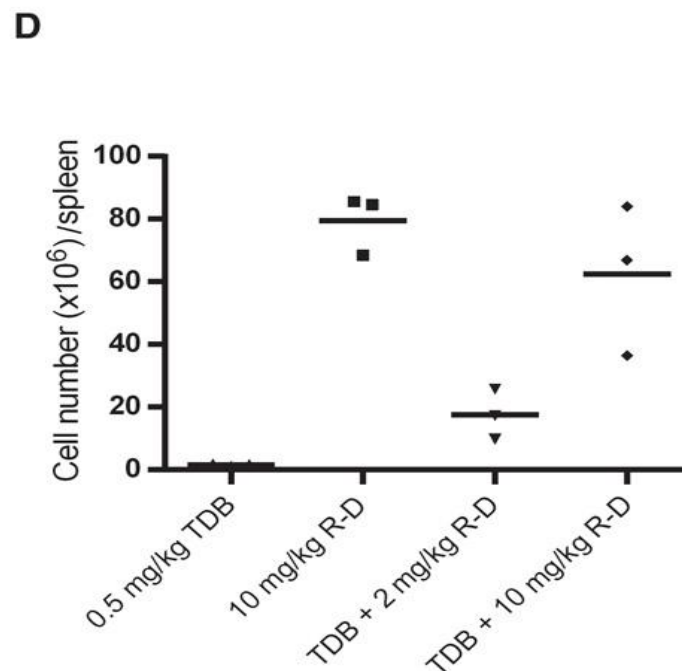 D
Cell number (x10⁶)/spleen
100
80
60
40
20
0
0.5 mg/kg TDB
10 mg/kg R-D
TDB + 2 mg/kg R-D
TDB + 10 mg/kg R-D